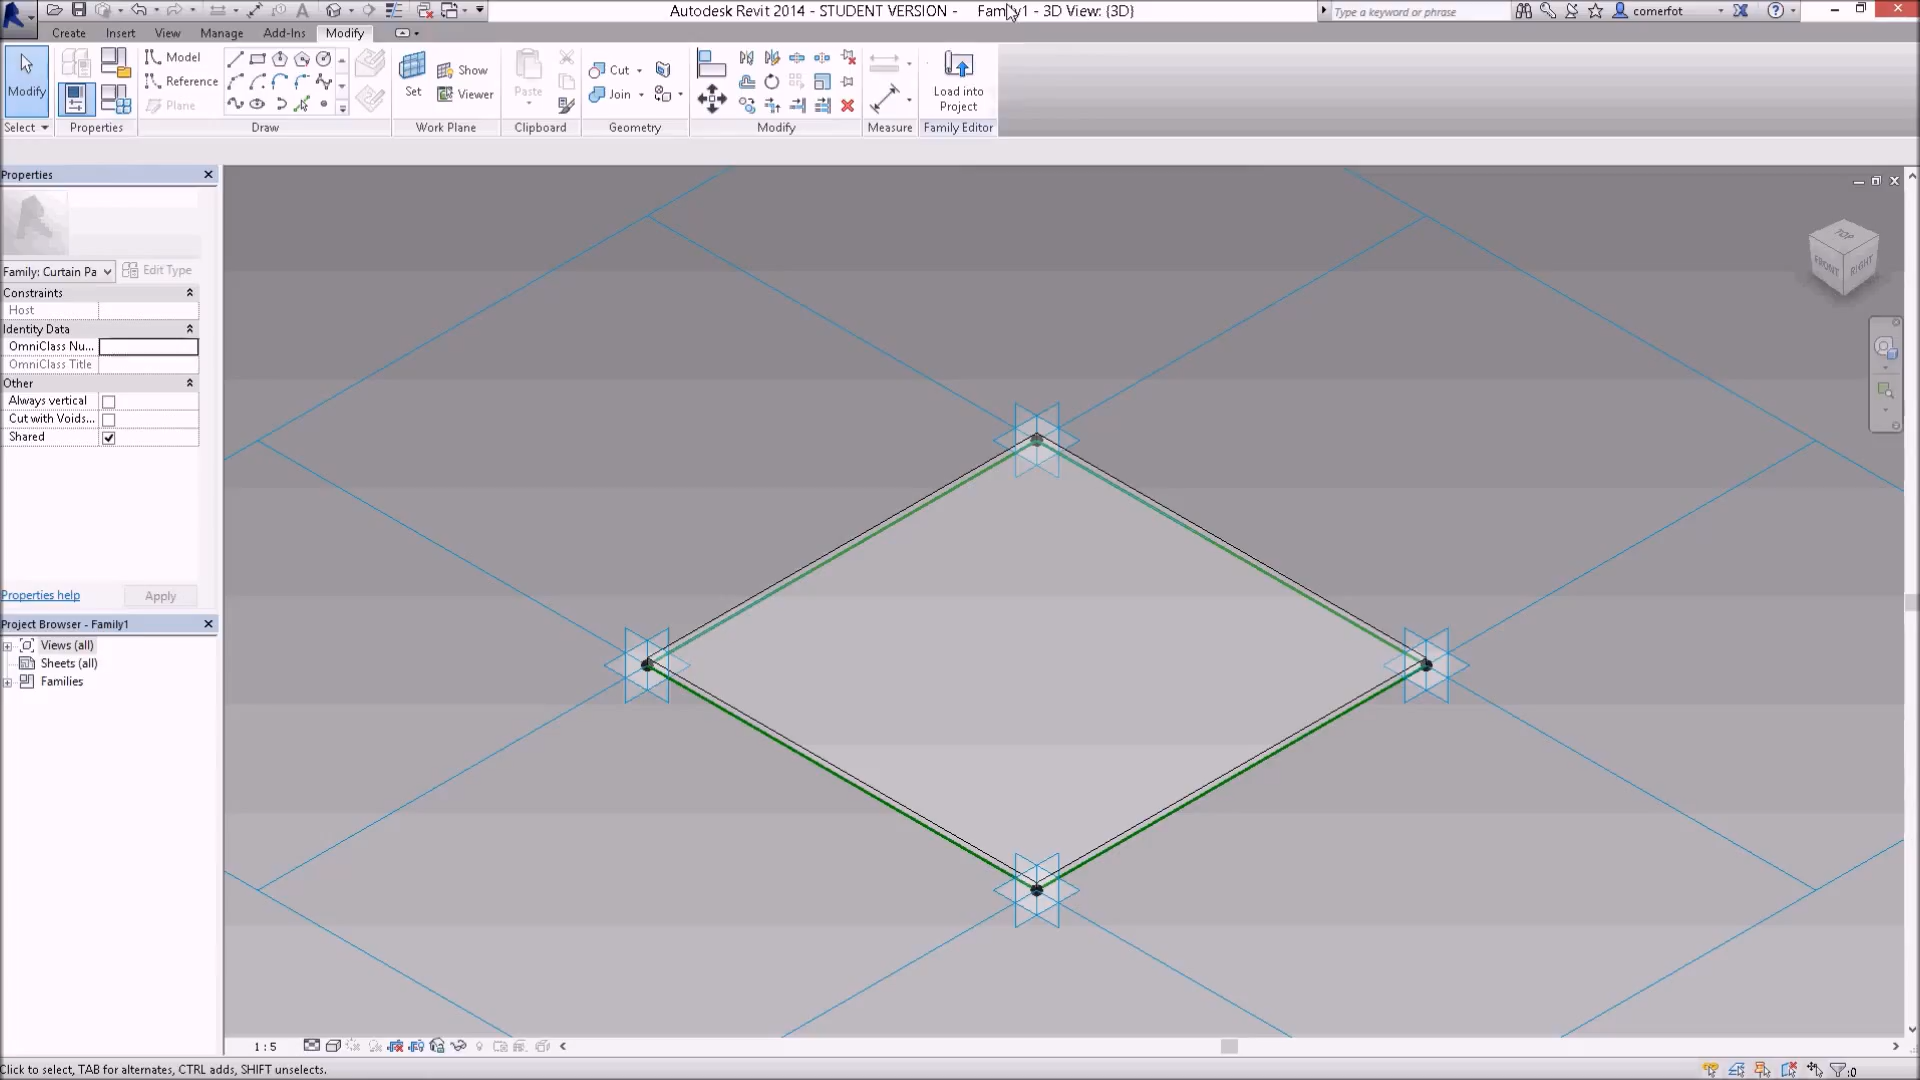 Autodesk Revit 2014 - STUDENT VERSION - Family1 - 3D View: {3D}
Type a keyword or phrase
comerfot
Create Insert View Manage Add-Ins Modify
Modify
Model
Reference
Plane
Set
Show
Viewer
Paste
Cut
Join
Load into
Project
Select Properties Draw Work Plane Clipboard Geometry Modify Measure Family Editor
Properties
Family: Curtain Pa
Edit Type
Constraints
Host
Identity Data
OmniClass Nu...
OmniClass Title
Other
Always vertical
Cut with Voids...
Shared
Properties help
Apply
Project Browser - Family1
Views (all)
Sheets (all)
Families
TOP
FRONT
RIGHT
1 : 5
Click to select, TAB for alternates, CTRL adds, SHIFT unselects.
:0